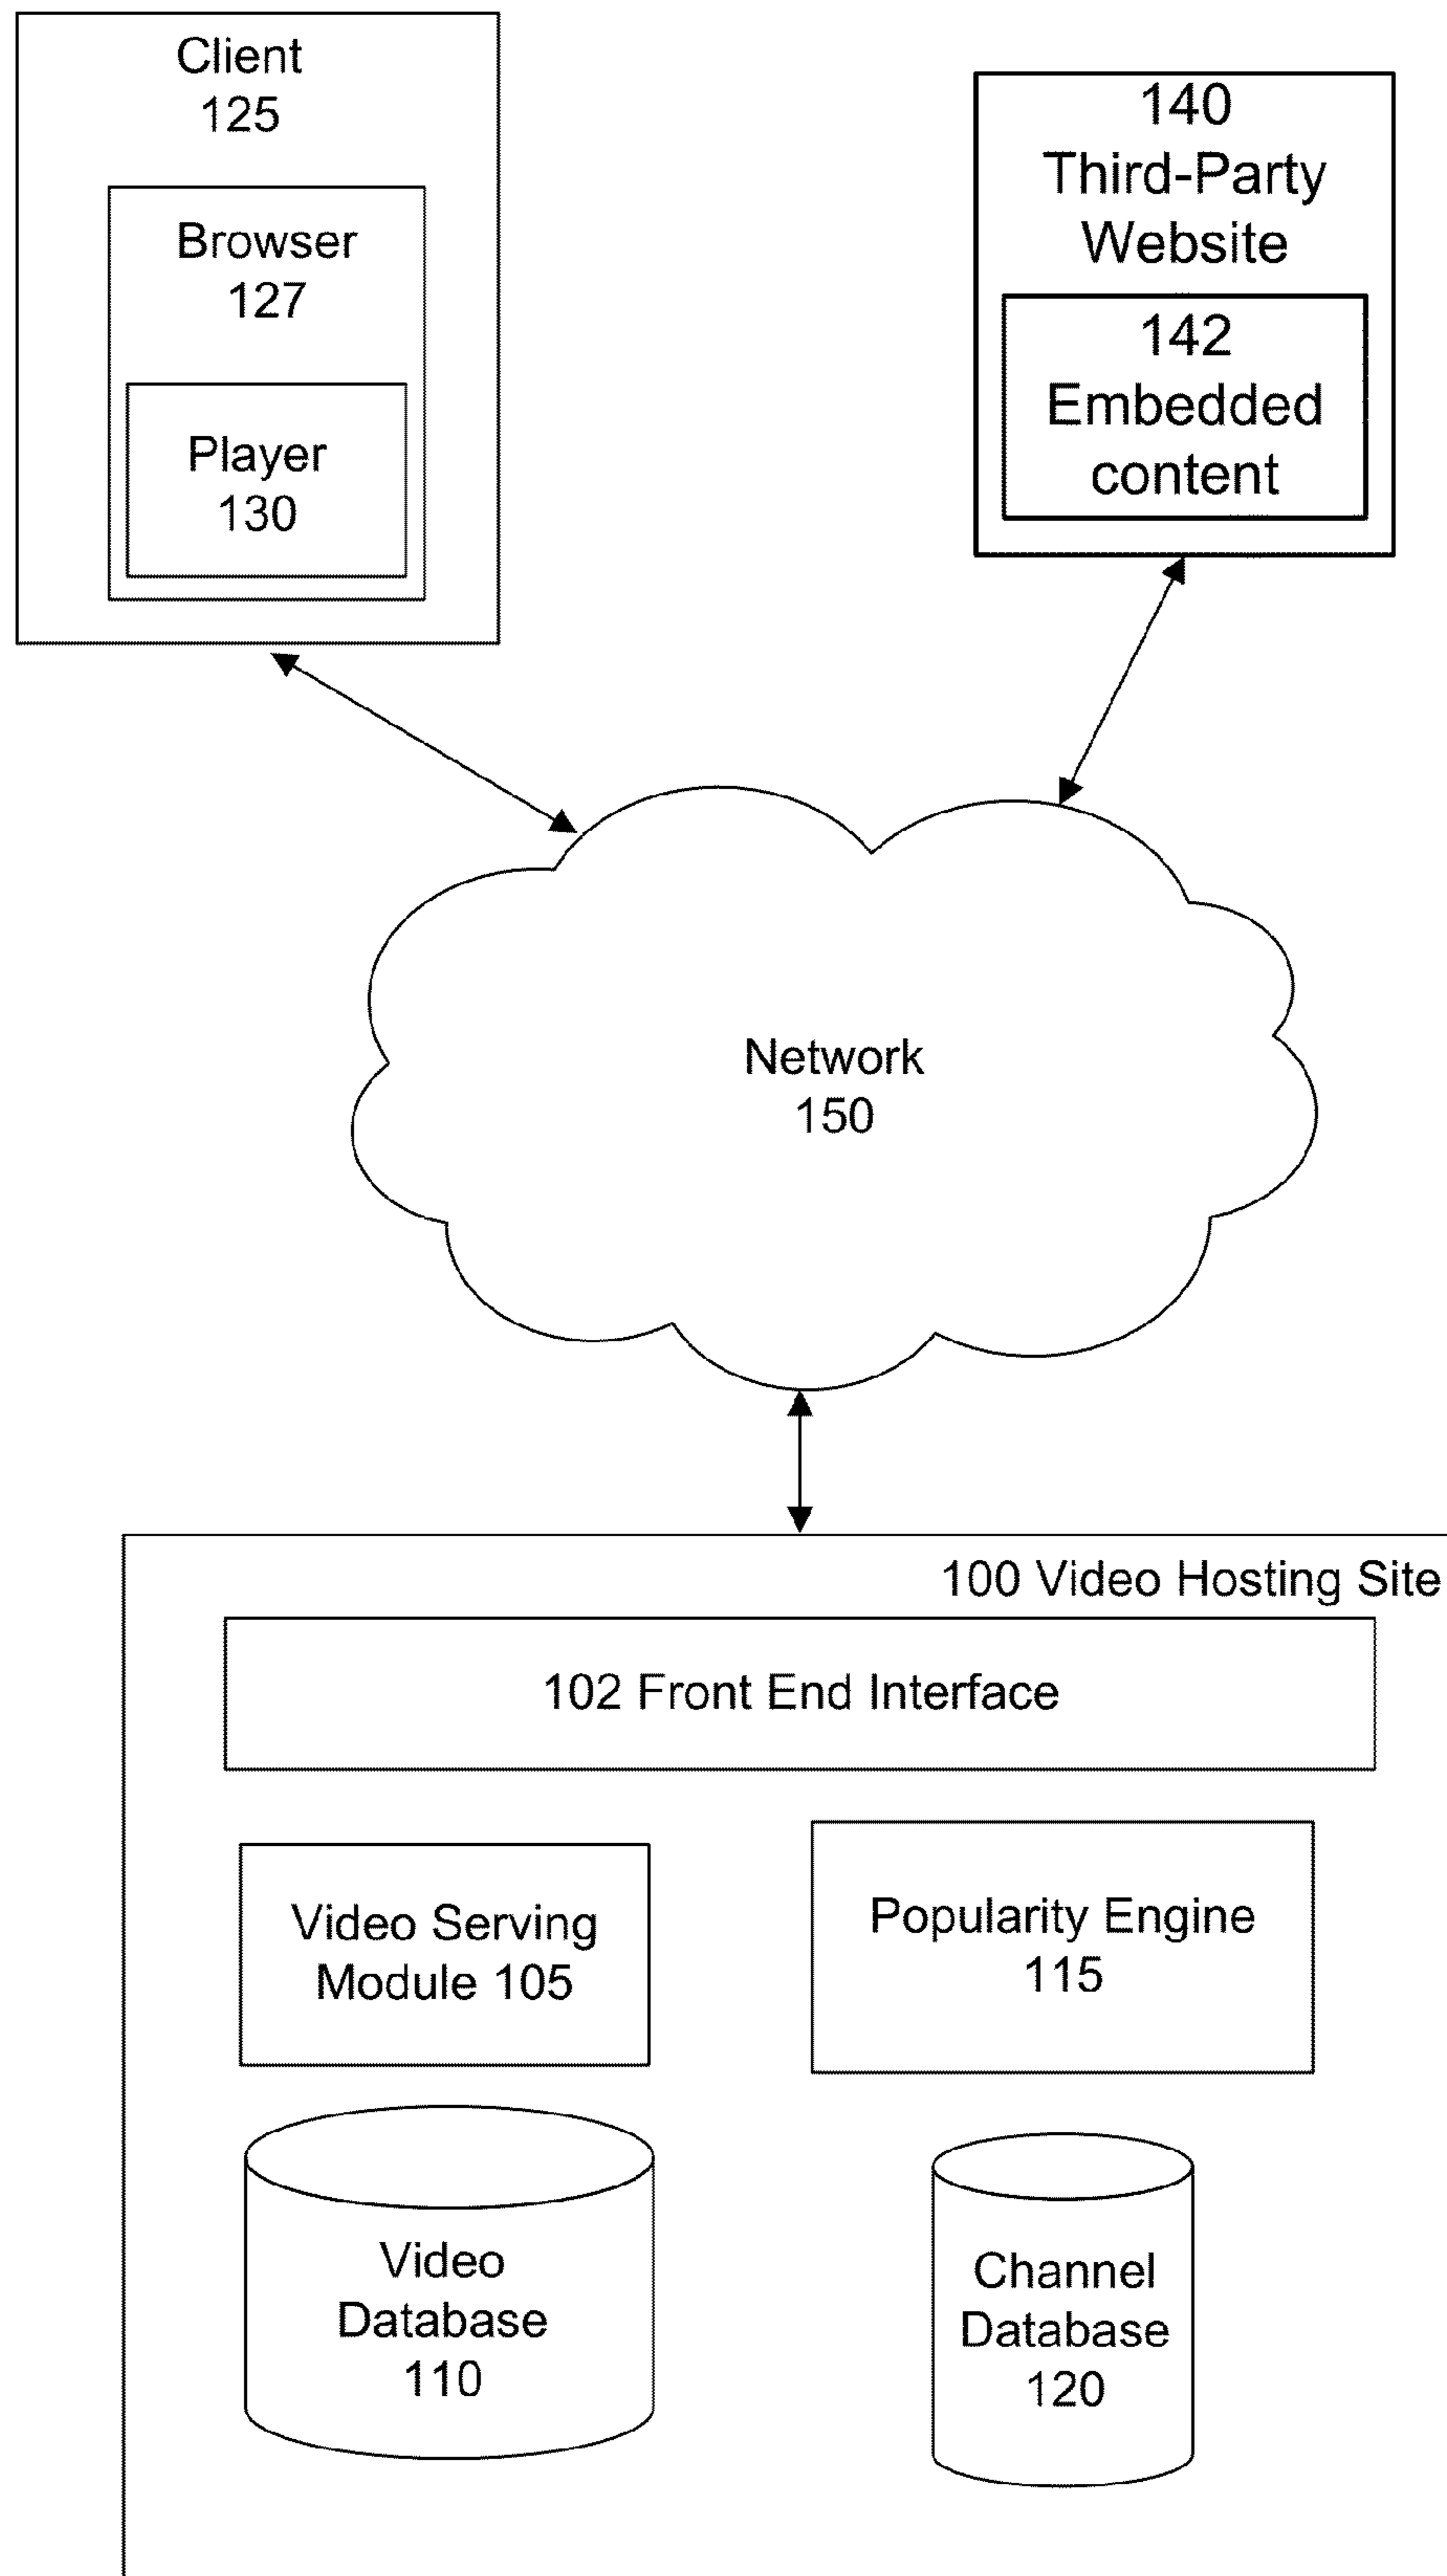 Client
125
Browser
127
Player
130
140
Third-Party
Website
142
Embedded
content
Network
150
100 Video Hosting Site
102 Front End Interface
Video Serving
Module 105
Popularity Engine
115
Video
Database
110
Channel
Database
120